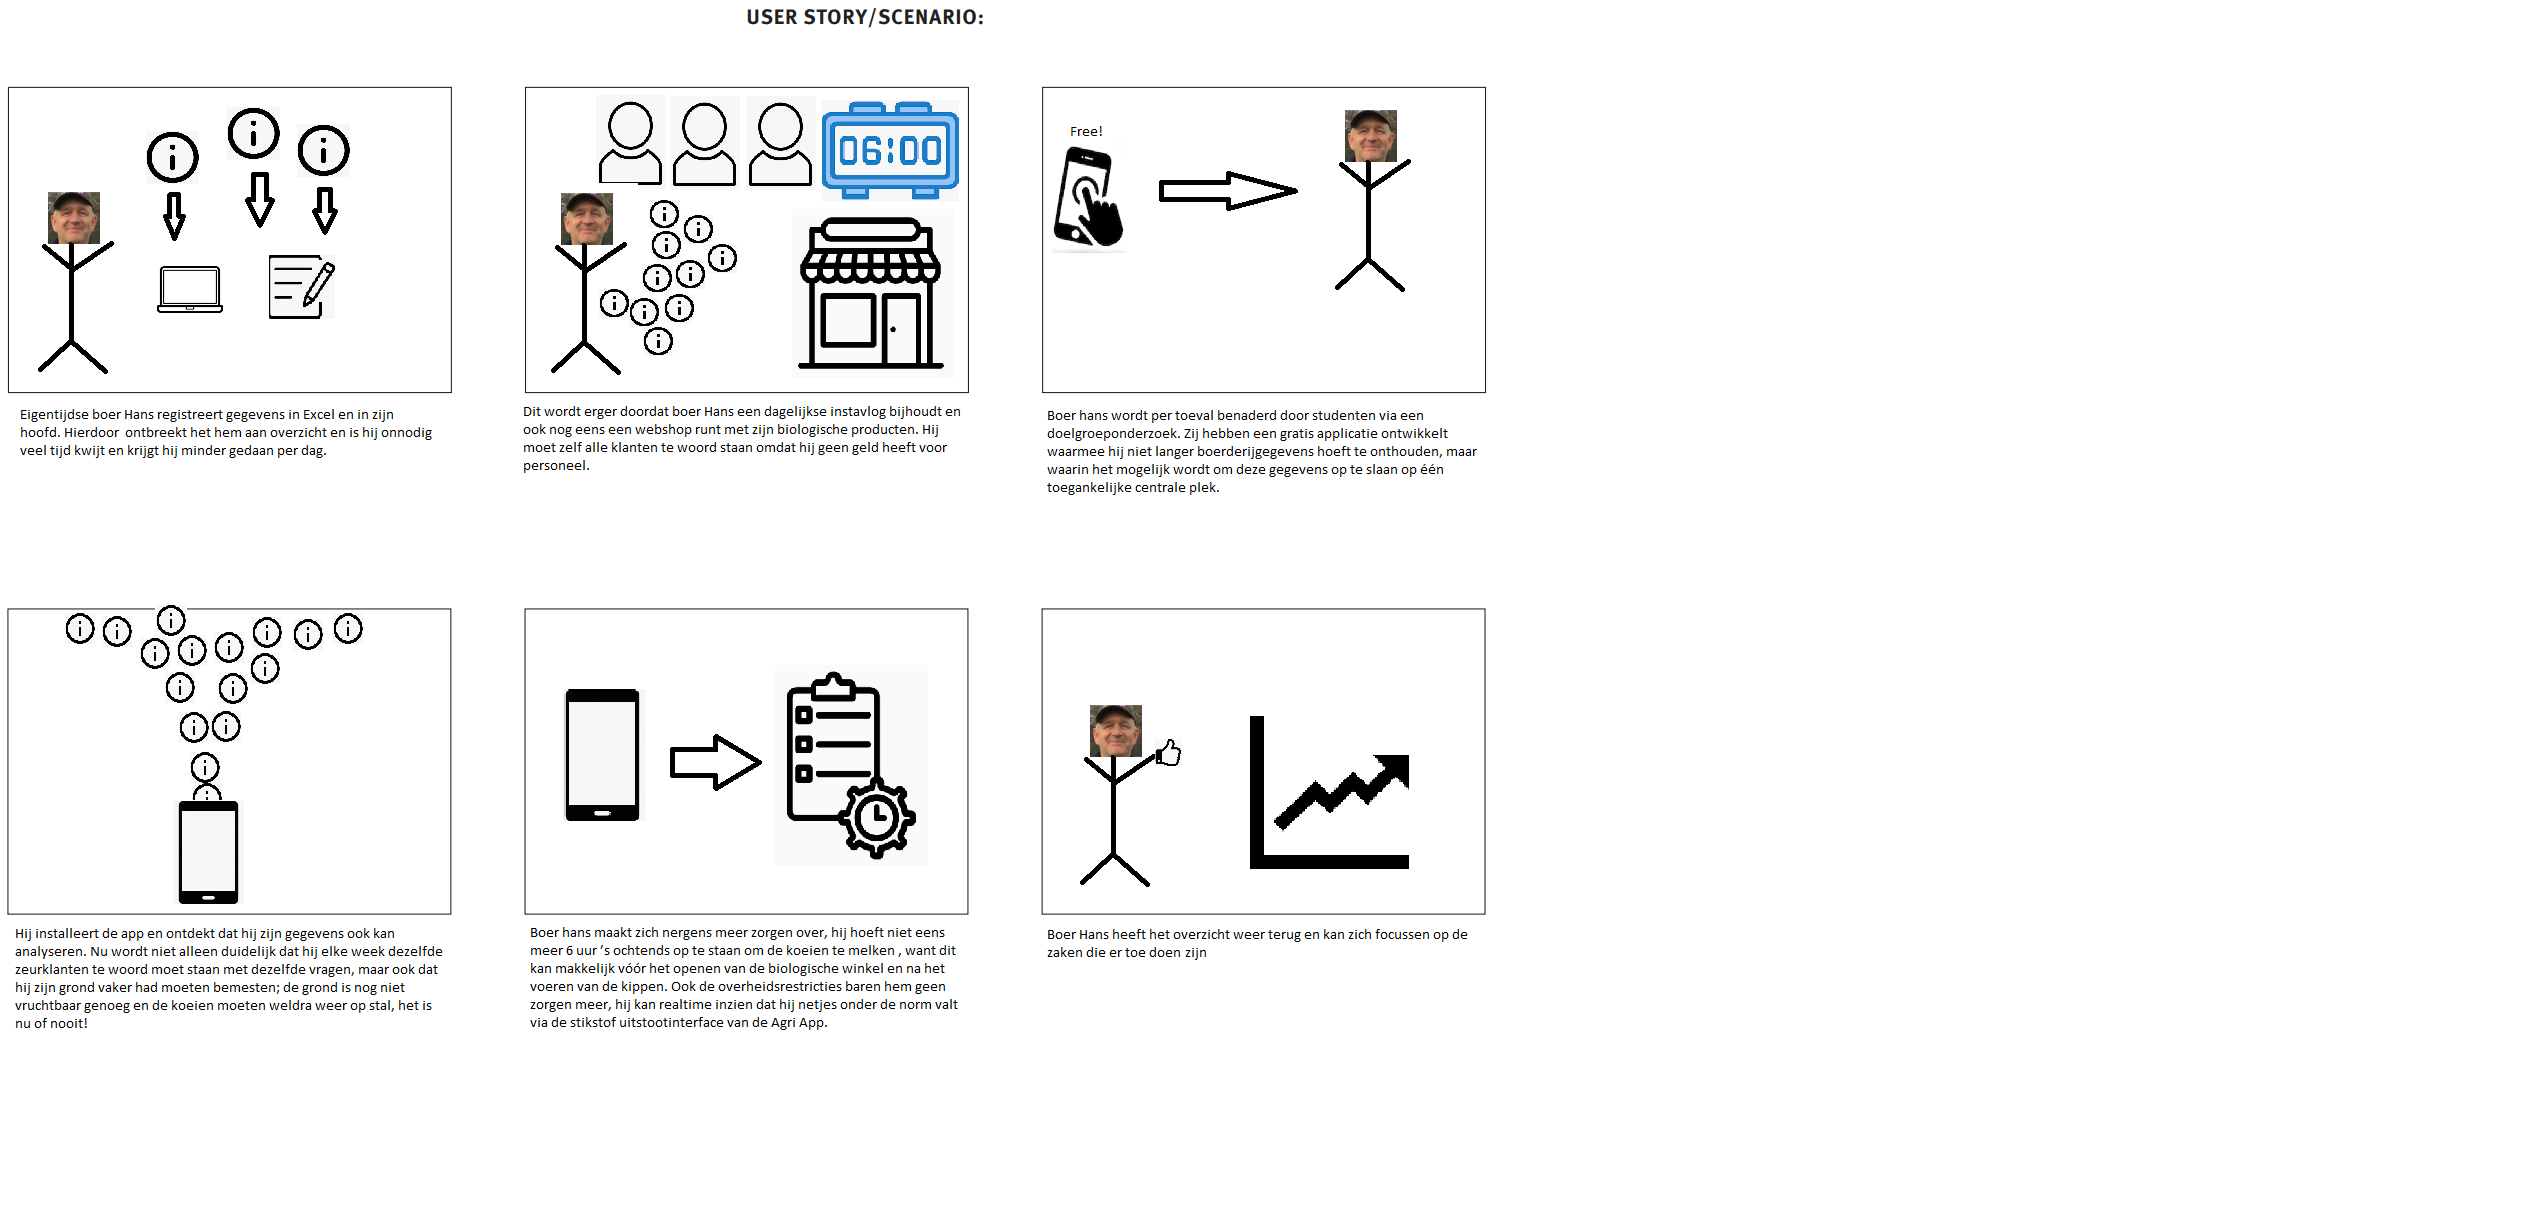 USER STORY/SCENARIO:
06:00
Free!
Eigentijdse boer Hans registreert gegevens in Excel en in zijn
hoofd. Hierdoor  ontbreekt het hem aan overzicht en is hij onnodig
veel tijd kwijt en krijgt hij minder gedaan per dag.
Dit wordt erger doordat boer Hans een dagelijkse instavlog bijhoudt en
ook nog eens een webshop runt met zijn biologische producten. Hij
moet zelf alle klanten te woord staan omdat hij geen geld heeft voor
personeel.
Boer hans wordt per toeval benaderd door studenten via een
doelgroeponderzoek. Zij hebben een gratis applicatie ontwikkelt
waarmee hij niet langer boerderijgegevens hoeft te onthouden, maar
waarin het mogelijk wordt om deze gegevens op te slaan op één
toegankelijke centrale plek.
Hij installeert de app en ontdekt dat hij zijn gegevens ook kan
analyseren. Nu wordt niet alleen duidelijk dat hij elke week dezelfde
zeurklanten te woord moet staan met dezelfde vragen, maar ook dat
hij zijn grond vaker had moeten bemesten; de grond is nog niet
vruchtbaar genoeg en de koeien moeten weldra weer op stal, het is
nu of nooit!
Boer hans maakt zich nergens meer zorgen over, hij hoeft niet eens
meer 6 uur ’s ochtends op te staan om de koeien te melken , want dit
kan makkelijk vóór het openen van de biologische winkel en na het
voeren van de kippen. Ook de overheidsrestricties baren hem geen
zorgen meer, hij kan realtime inzien dat hij netjes onder de norm valt
via de stikstof uitstootinterface van de Agri App.
Boer Hans heeft het overzicht weer terug en kan zich focussen op de
zaken die er toe doen zijn